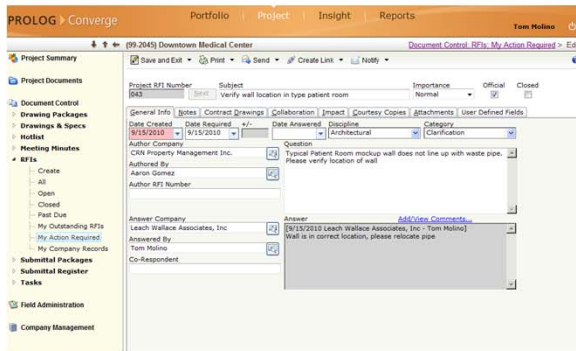 PROLOG Converge
Portfolio Project Insight Reports
Tom Molino
(99.2045) Downtown Medical Center
Document Control. RFIs: My Action Required > Edi
Project Summary
Project Documents
Document Control
Drawing Packages
Drawings & Specs
Hotlist
Meeting Minutes
RFIs
Create
All
Open
Closed
Past Due
My Outstanding RFIs
My Action Required
My Company Records
Submittal Packages
Submittal Register
Tasks
Field Administration
Company Management
Save and Exit Print Send Create Link Notify
Project RFI Number Subject Importance Official Closed
043 Next Verify wall location in type patient room Normal
General Info Notes Contract Drawings Collaboration Impact Courtesy Copies Attachments User Defined Fields
Date Created Date Required +/- Date Answered Discipline Category
9/15/2010 9/15/2010 Architectural Clarification
Author Company
CRN Property Management Inc.
Authored By
Aaron Gomez
Author RFI Number
Question
Typical Patient Room mockup wall does not line up with waste pipe.
Please verify location of wall
Answer Company
Leach Wallace Associates, Inc
Answered By
Tom Molino
Co-Respondent
Answer Add/View Comments...
[9/15/2010 Leach Wallace Associates, Inc - Tom Molino]
Wall is in correct location, please relocate pipe